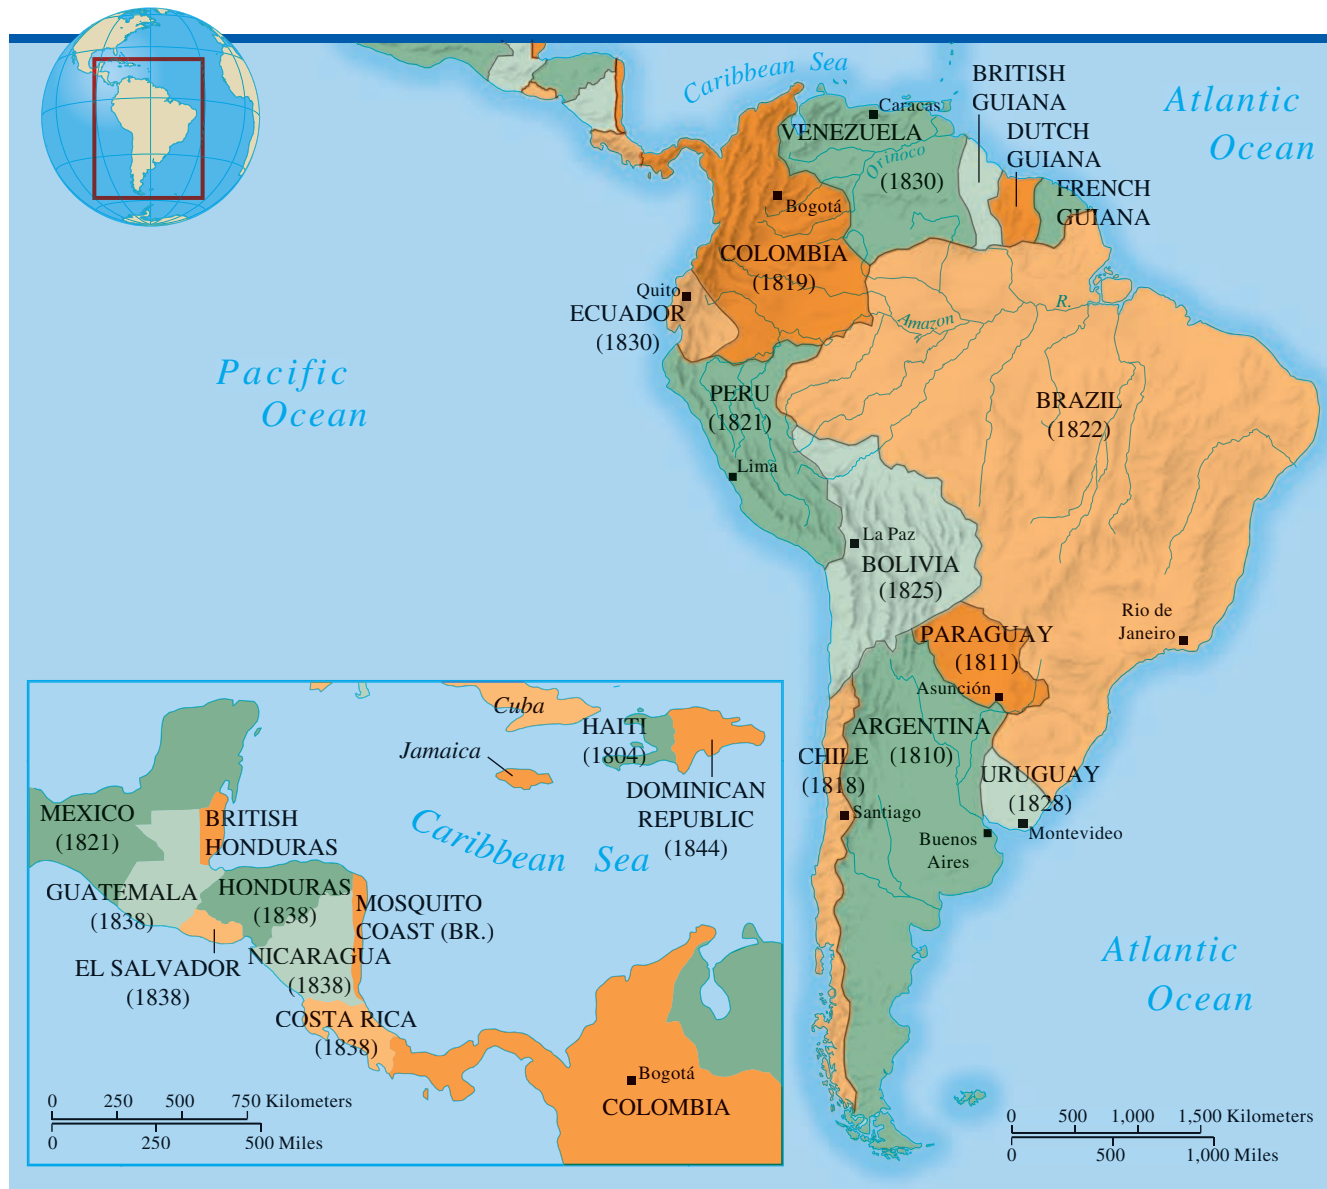 Caribbean Sea
Atlantic
Ocean
BRITISH
GUIANA
DUTCH
GUIANA
FRENCH
GUIANA
Caracas
VENEZUELA
Orinoco
(1830)
Bogotá
COLOMBIA
(1819)
Quito
ECUADOR
(1830)
Amazon R.
Pacific
Ocean
PERU
(1821)
BRAZIL
(1822)
Lima
La Paz
BOLIVIA
(1825)
Rio de
Janeiro
PARAGUAY
(1811)
Asunción
ARGENTINA
(1810)
CHILE
(1818)
URUGUAY
(1828)
Santiago
Buenos
Aires
Montevideo
Atlantic
Ocean
0 500 1,000 1,500 Kilometers
0 500 1,000 Miles
Cuba
HAITI
(1804)
Jamaica
DOMINICAN
REPUBLIC
(1844)
MEXICO
(1821)
BRITISH
HONDURAS
Caribbean Sea
GUATEMALA
(1838)
HONDURAS
(1838)
MOSQUITO
COAST (BR.)
EL SALVADOR
(1838)
NICARAGUA
(1838)
COSTA RICA
(1838)
Bogotá
COLOMBIA
0 250 500 750 Kilometers
0 250 500 Miles